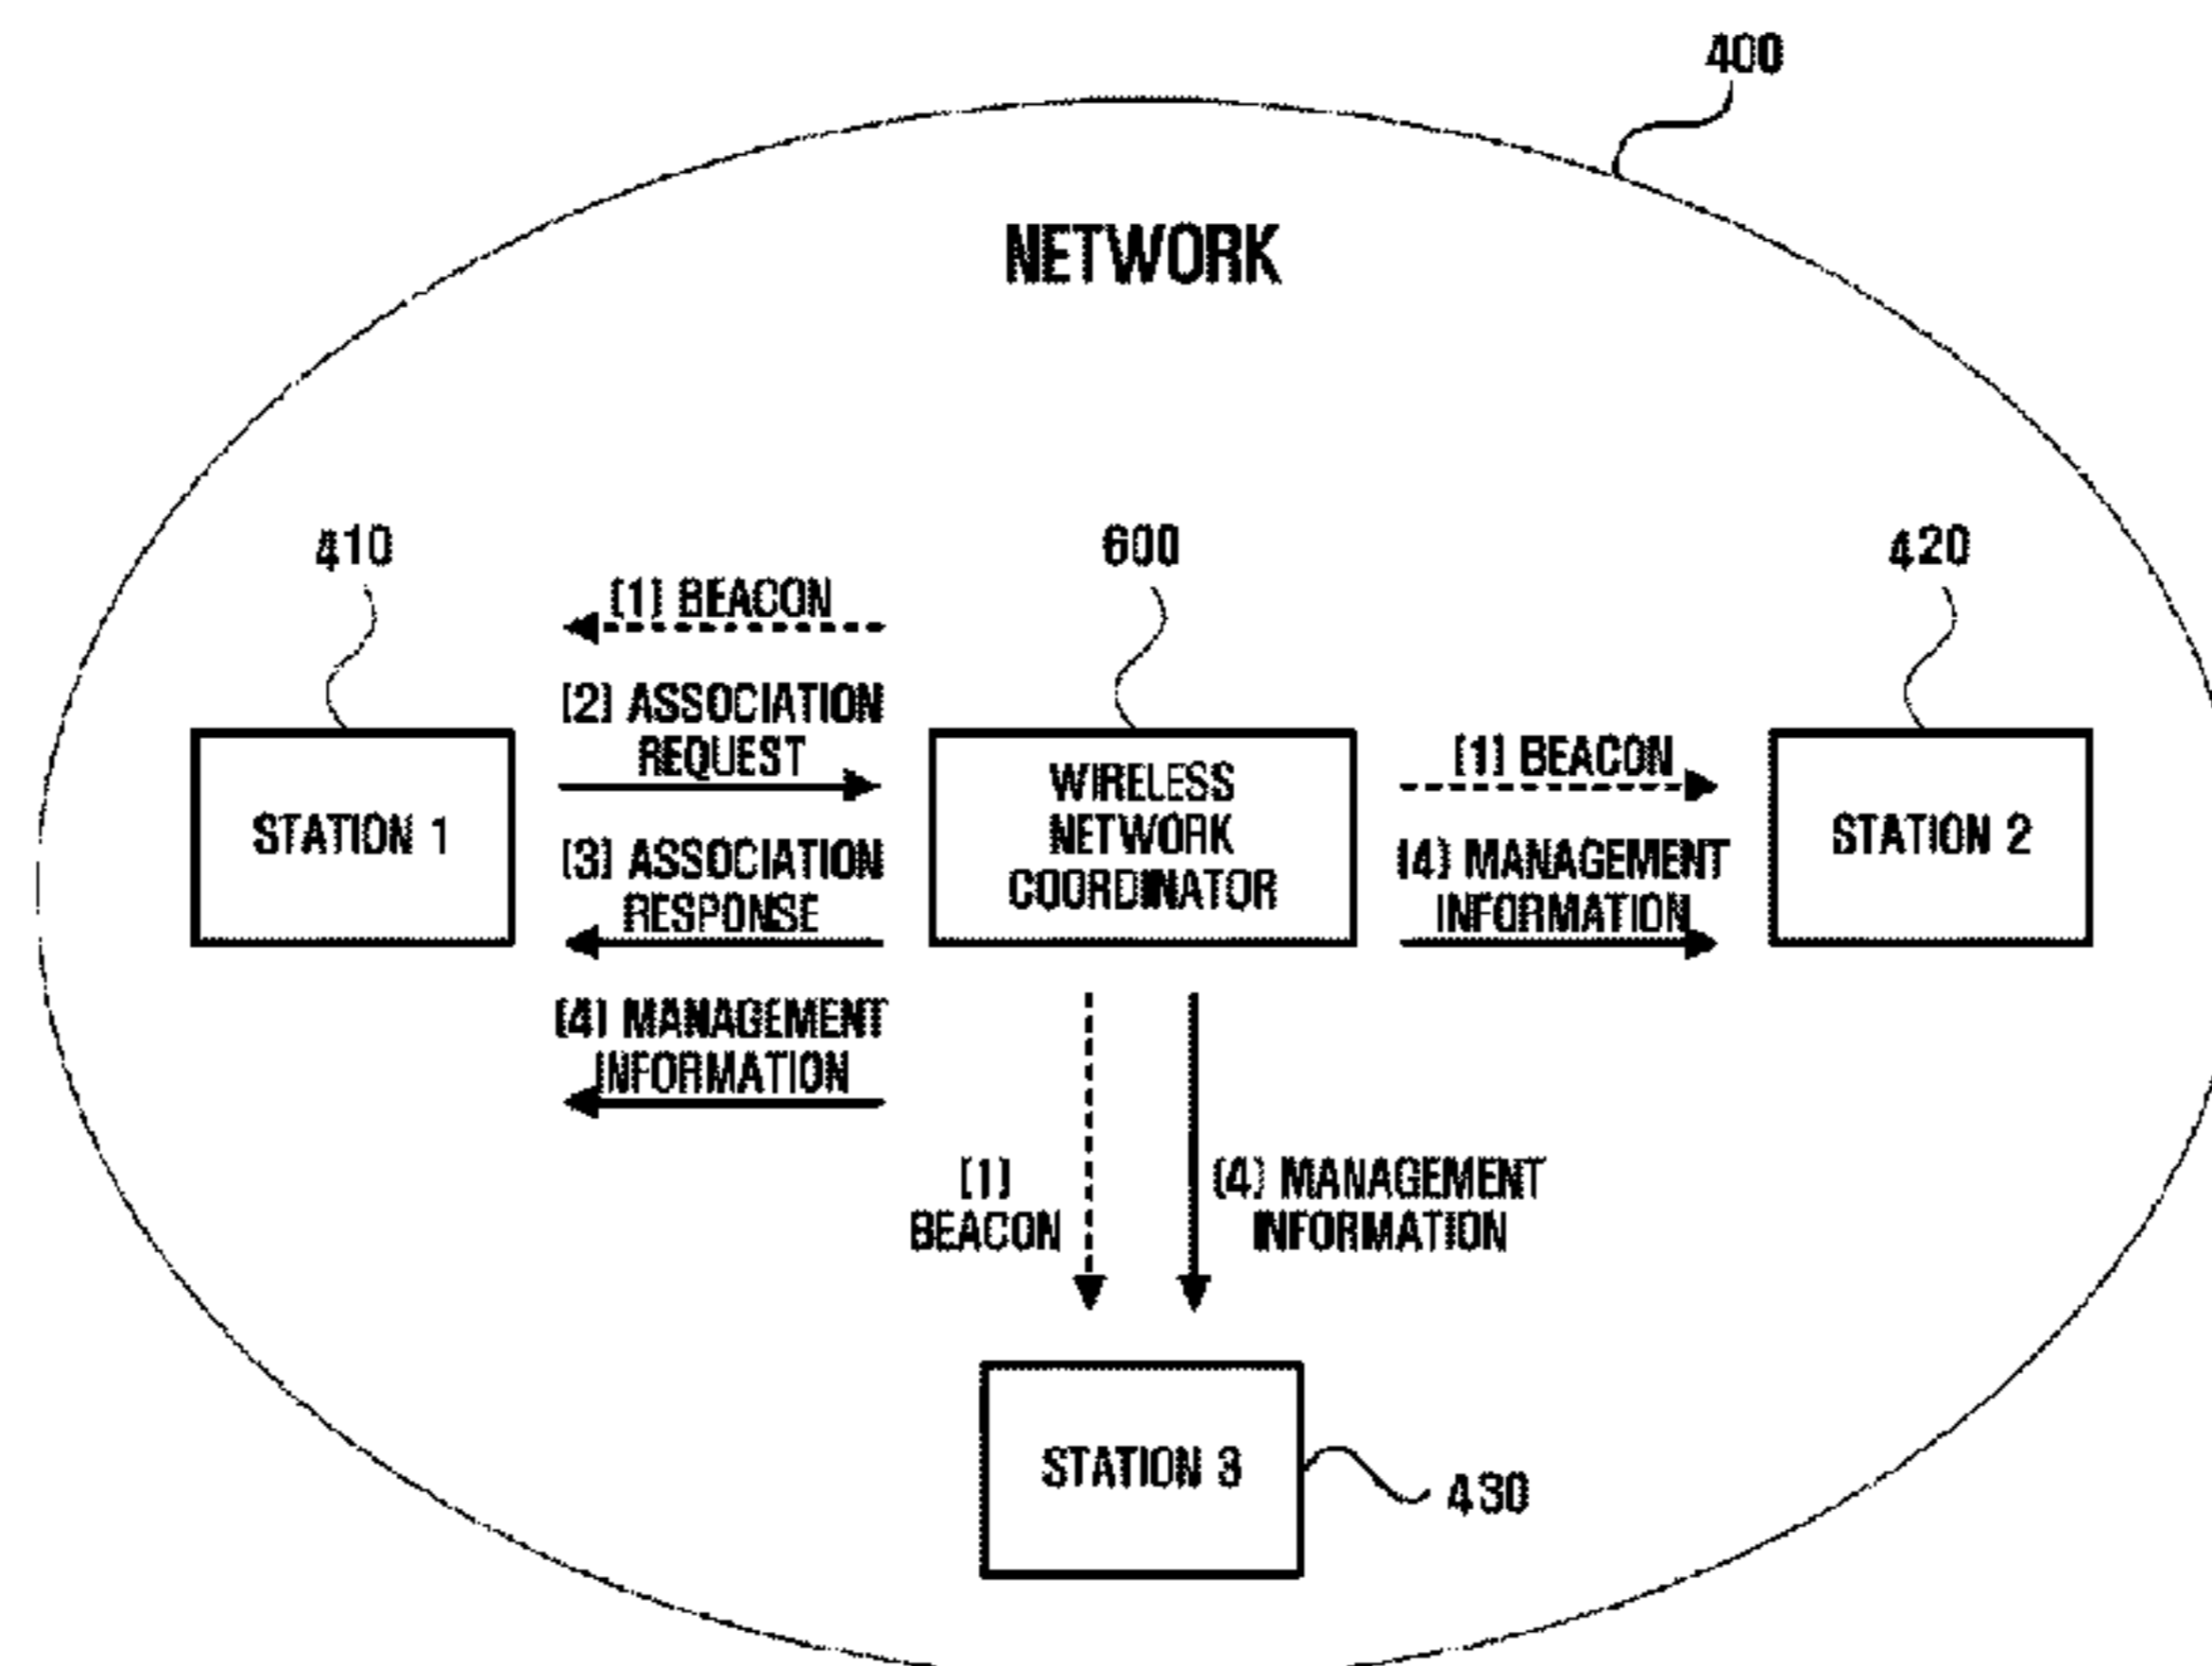 400
NETWORK
410
600
420
(1) BEACON
(2) ASSOCIATION
REQUEST
(3) ASSOCIATION
RESPONSE
(4) MANAGEMENT
INFORMATION
STATION 1
WIRELESS
NETWORK
COORDINATOR
(1) BEACON
(4) MANAGEMENT
INFORMATION
STATION 2
(1)
BEACON
(4) MANAGEMENT
INFORMATION
STATION 3
430